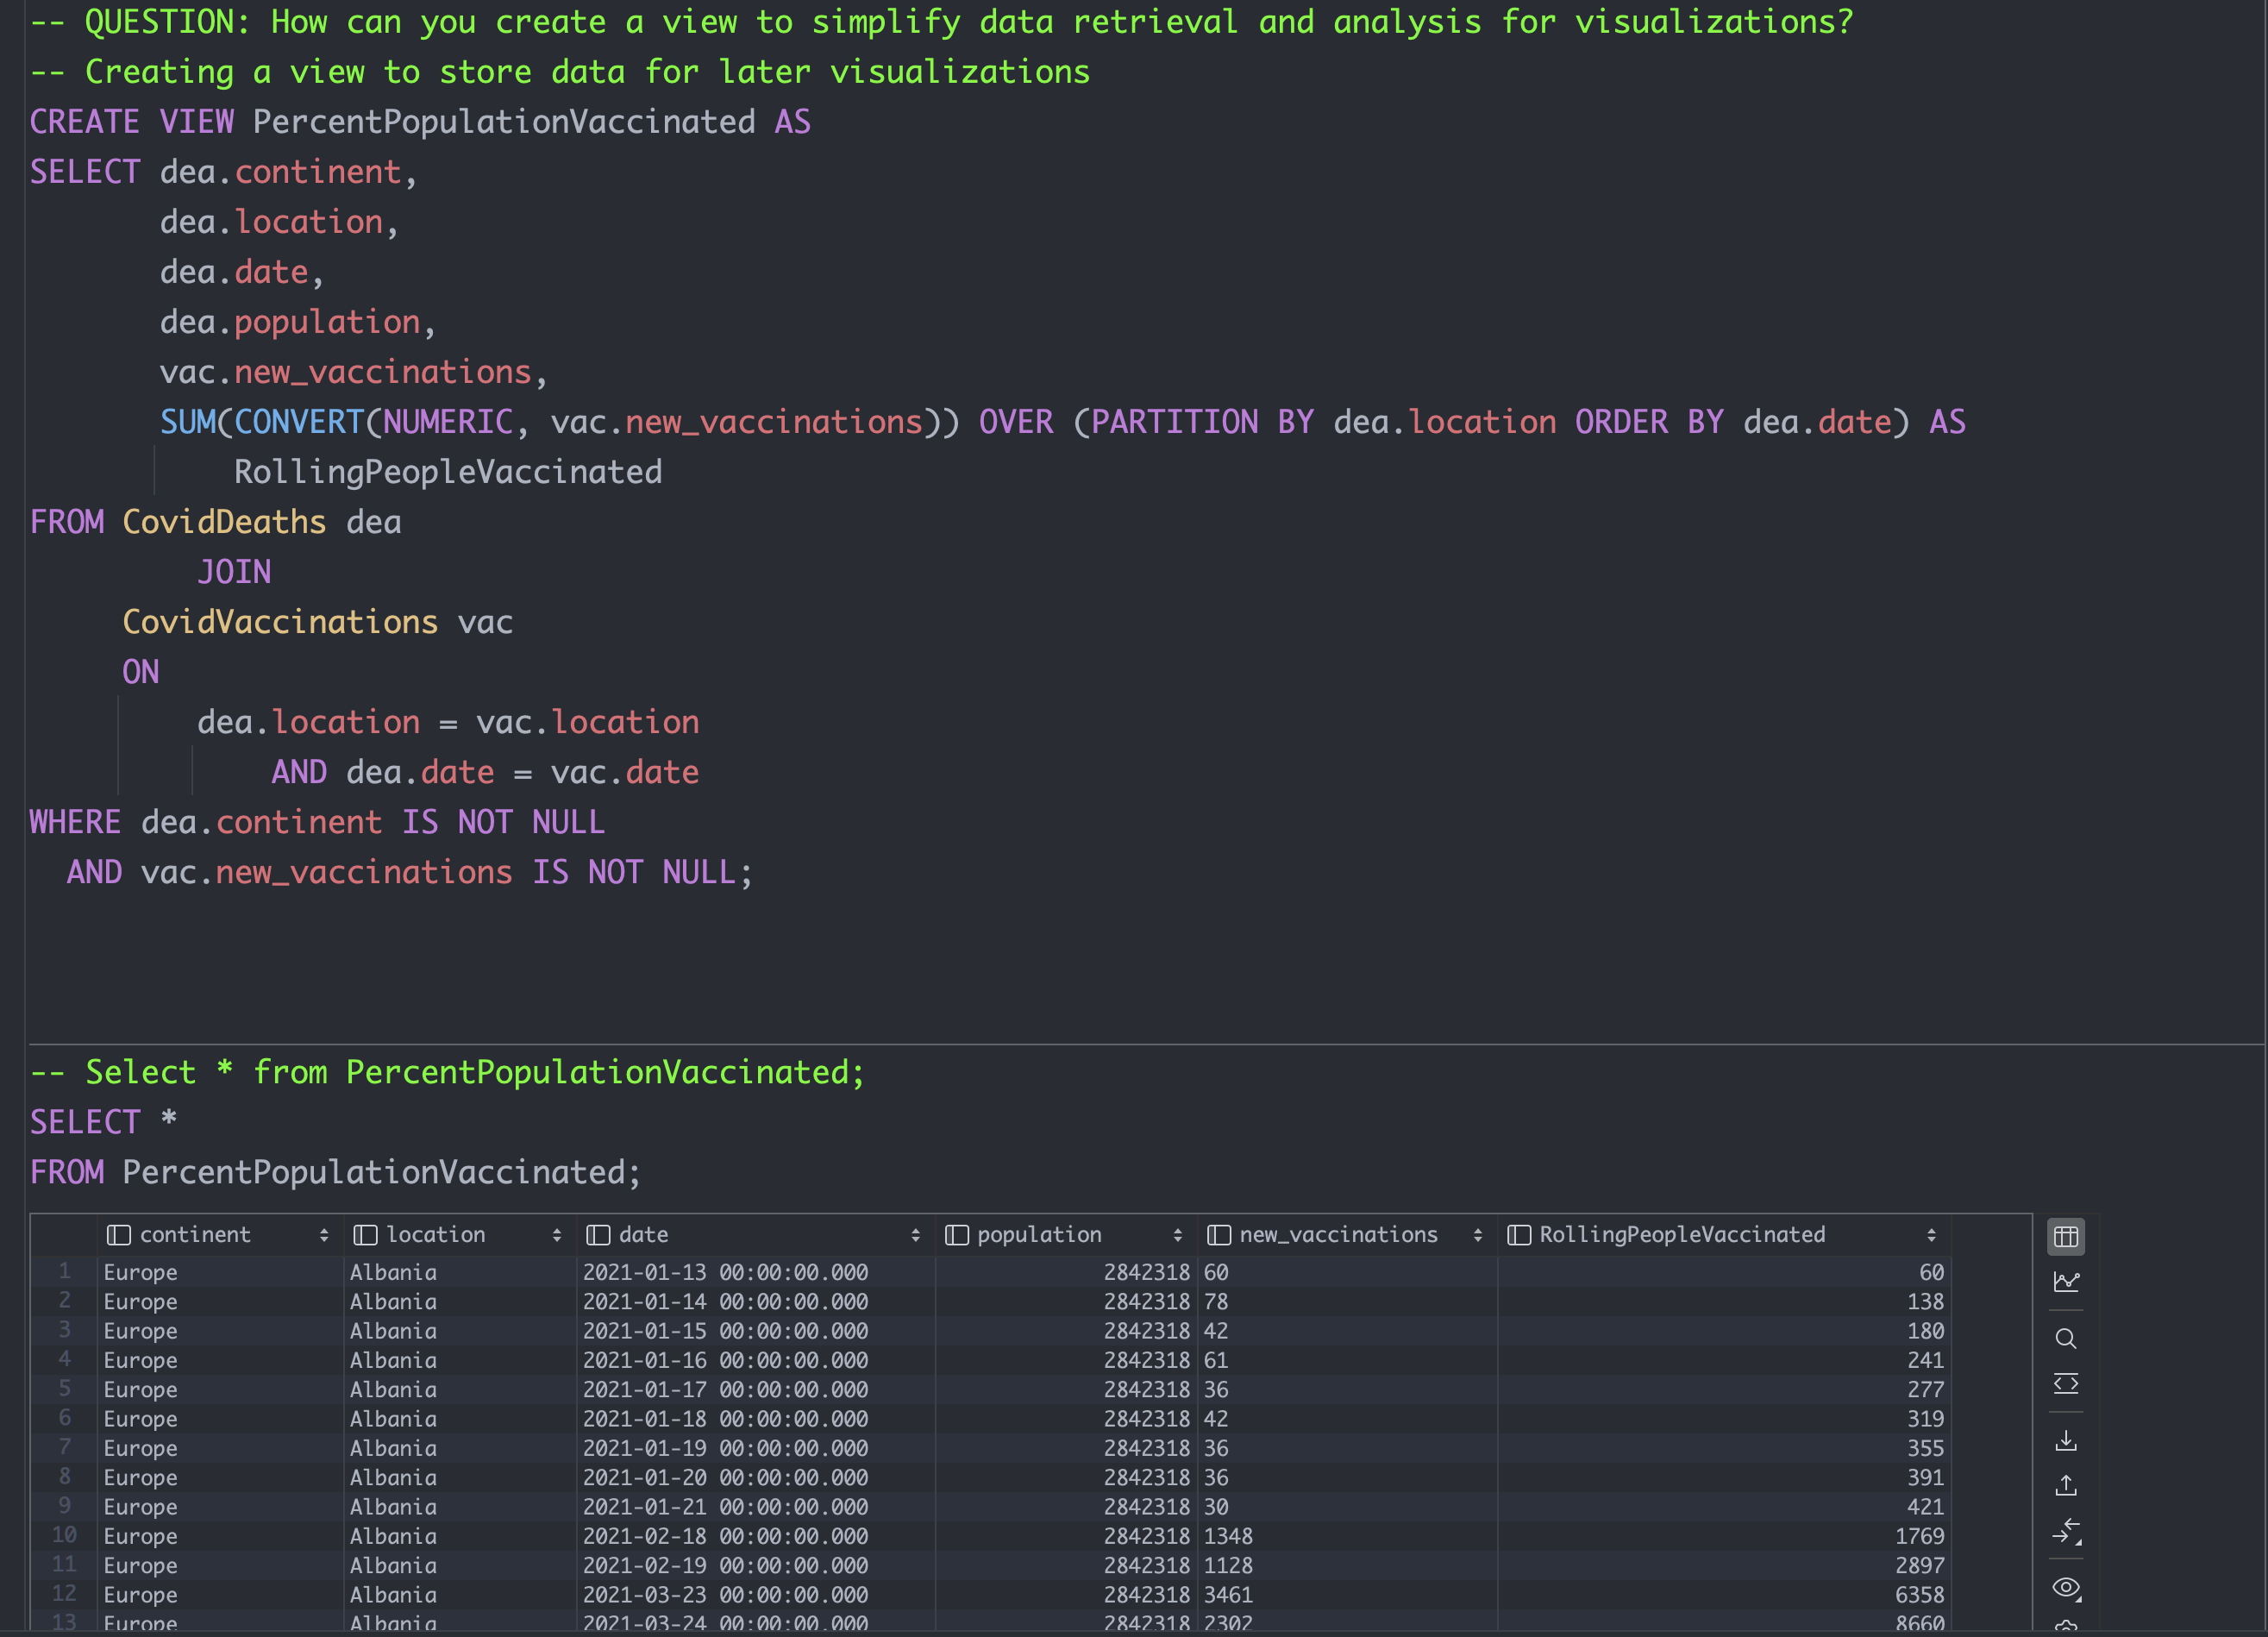 -- QUESTION: How can you create a view to simplify data retrieval and analysis for visualizations?
-- Creating a view to store data for later visualizations
CREATE VIEW PercentPopulationVaccinated AS
SELECT dea.continent,
dea.location,
dea.date,
dea.population,
vac.new_vaccinations,
SUM(CONVERT(NUMERIC, vac.new_vaccinations)) OVER (PARTITION BY dea.location ORDER BY dea.date) AS
RollingPeopleVaccinated
FROM CovidDeaths dea
JOIN
CovidVaccinations vac
ON
dea.location = vac.location
AND dea.date = vac.date
WHERE dea.continent IS NOT NULL
AND vac.new_vaccinations IS NOT NULL;
-- Select * from PercentPopulationVaccinated;
SELECT *
FROM PercentPopulationVaccinated;
continent location date population new_vaccinations RollingPeopleVaccinated
1 Europe Albania 2021-01-13 00:00:00.000 2842318 60 60
2 Europe Albania 2021-01-14 00:00:00.000 2842318 78 138
3 Europe Albania 2021-01-15 00:00:00.000 2842318 42 180
4 Europe Albania 2021-01-16 00:00:00.000 2842318 61 241
5 Europe Albania 2021-01-17 00:00:00.000 2842318 36 277
6 Europe Albania 2021-01-18 00:00:00.000 2842318 42 319
7 Europe Albania 2021-01-19 00:00:00.000 2842318 36 355
8 Europe Albania 2021-01-20 00:00:00.000 2842318 36 391
9 Europe Albania 2021-01-21 00:00:00.000 2842318 30 421
10 Europe Albania 2021-02-18 00:00:00.000 2842318 1348 1769
11 Europe Albania 2021-02-19 00:00:00.000 2842318 1128 2897
12 Europe Albania 2021-03-23 00:00:00.000 2842318 3461 6358
13 Europe Albania 2021-03-24 00:00:00.000 2842318 2302 8660